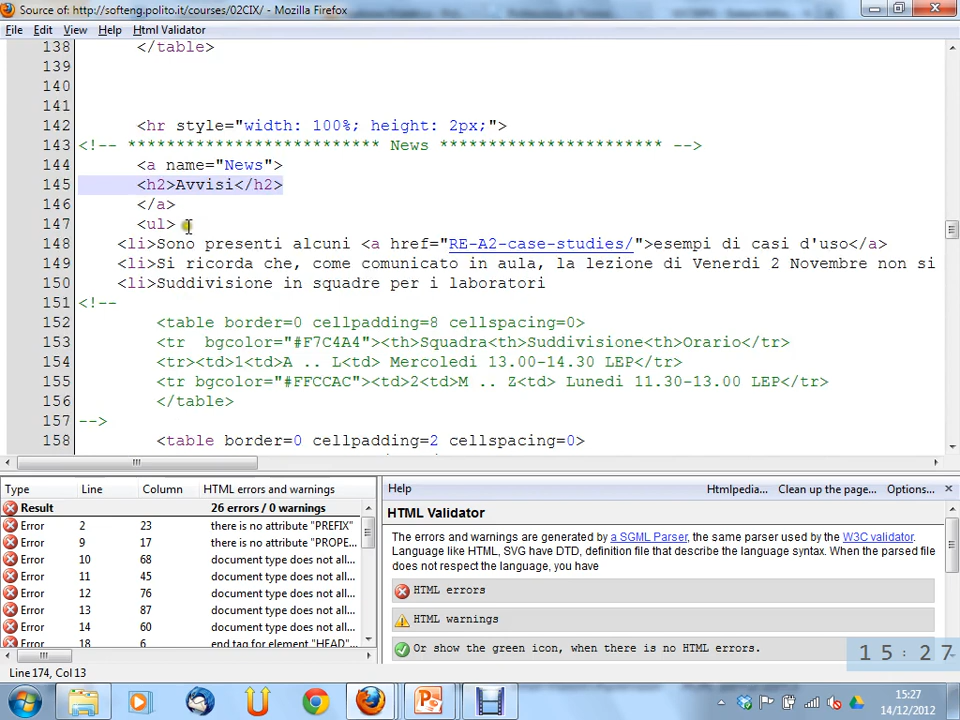 Source of: http://softeng.polito.it/courses/02CIX/ - Mozilla Firefox
File Edit View Help Html Validator
138 </table>
139
140
141
142 <hr style="width: 100%; height: 2px;">
143 <!-- ************************** News *********************** -->
144 <a name="News">
145 <h2>Avvisi</h2>
146 </a>
147 <ul>
148 <li>Sono presenti alcuni <a href="RE-A2-case-studies/">esempi di casi d'uso</a>
149 <li>Si ricorda che, come comunicato in aula, la lezione di Venerdi 2 Novembre non si
150 <li>Suddivisione in squadre per i laboratori
151 <!--
152 <table border=0 cellpadding=8 cellspacing=0>
153 <tr  bgcolor="#F7C4A4"><th>Squadra<th>Suddivisione<th>Orario</tr>
154 <tr><td>1<td>A .. L<td> Mercoledi 13.00-14.30 LEP</tr>
155 <tr bgcolor="#FFCCAC"><td>2<td>M .. Z<td> Lunedi 11.30-13.00 LEP</tr>
156 </table>
157 -->
158 <table border=0 cellpadding=2 cellspacing=0>
Type Line Column HTML errors and warnings
Result 26 errors / 0 warnings
Error 2 23 there is no attribute "PREFIX"
Error 9 17 there is no attribute "PROPE...
Error 10 68 document type does not all...
Error 11 45 document type does not all...
Error 12 76 document type does not all...
Error 13 87 document type does not all...
Error 14 60 document type does not all...
Error 18 6 end tag for element "HEAD"...
Help Htmlpedia... Clean up the page... Options...
HTML Validator
The errors and warnings are generated by a SGML Parser, the same parser used by the W3C validator.
Language like HTML, SVG have DTD, definition file that describe the language syntax. When the parsed file
does not respect the language, you have
HTML errors
HTML warnings
Or show the green icon, when there is no HTML errors.
15:27
Line 174, Col 13
15:27
14/12/2012